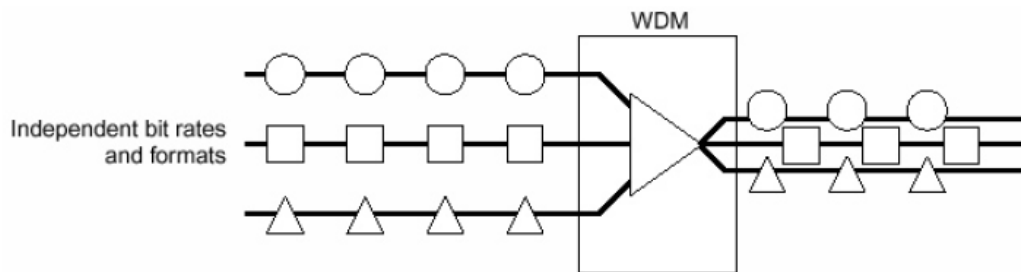 WDM
Independent bit rates
and formats